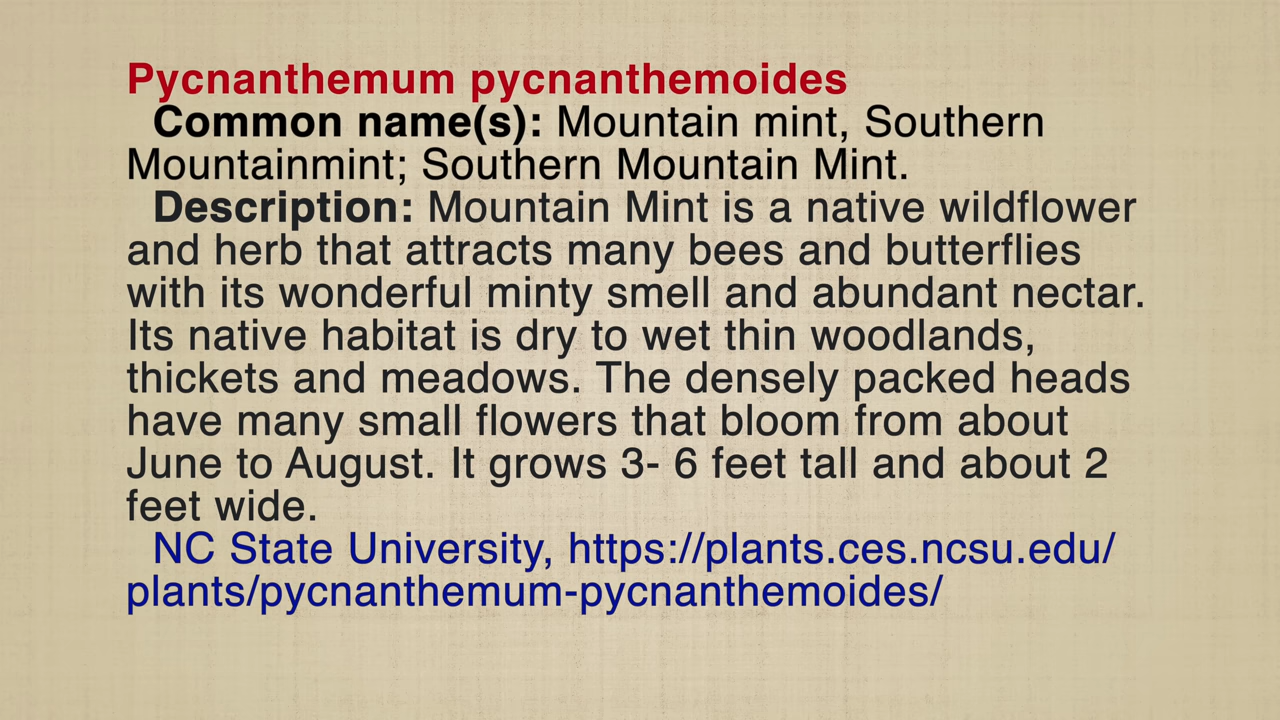 Pycnanthemum pycnanthemoides
Common name(s): Mountain mint, Southern
Mountainmint; Southern Mountain Mint.
Description: Mountain Mint is a native wildflower
and herb that attracts many bees and butterflies
with its wonderful minty smell and abundant nectar.
Its native habitat is dry to wet thin woodlands,
thickets and meadows. The densely packed heads
have many small flowers that bloom from about
June to August. It grows 3- 6 feet tall and about 2
feet wide.
NC State University, https://plants.ces.ncsu.edu/
plants/pycnanthemum-pycnanthemoides/